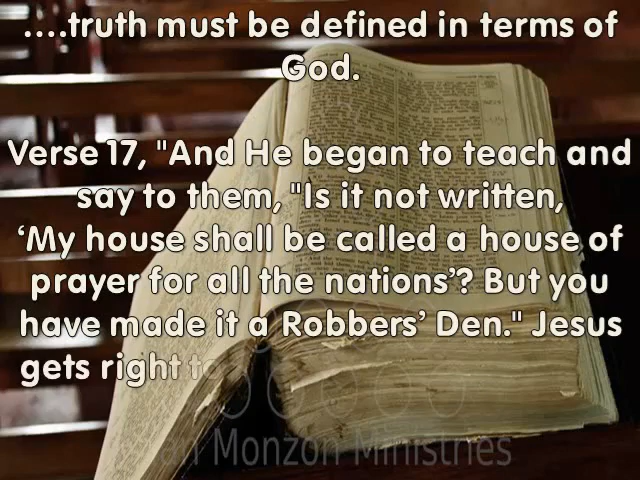 ....truth must be defined in terms of
God.
Verse 17, "And He began to teach and
say to them, "Is it not written,
‘My house shall be called a house of
prayer for all the nations’? But you
have made it a Robbers’ Den." Jesus
gets right to
Monzon Ministries